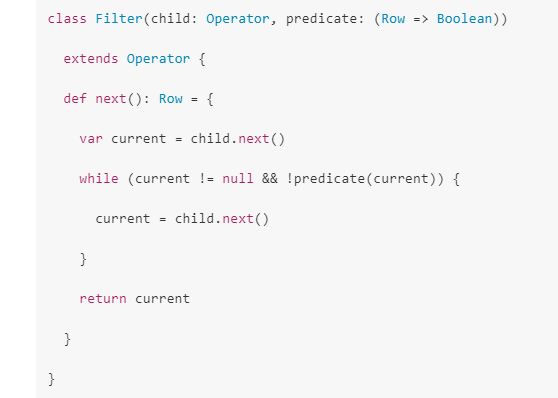 class Filter(child: Operator, predicate: (Row => Boolean))
  extends Operator {
  def next(): Row = {
    var current = child.next()
    while (current != null && !predicate(current)) {
      current = child.next()
    }
    return current
  }
}